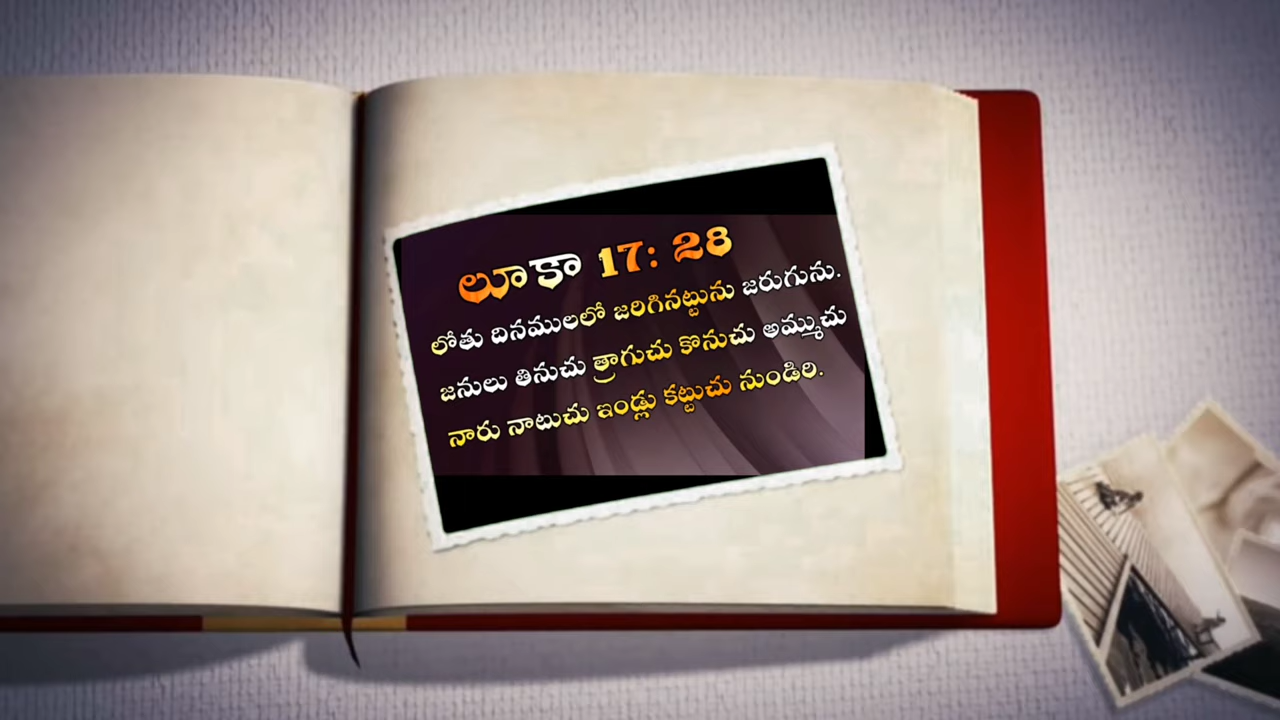 లూకా 17: 28
లోతు దినములలో జరిగినట్టును జరుగును.
జనులు తినుచు త్రాగుచు కొనుచు అమ్ముచు
నారు నాటుచు ఇండ్లు కట్టుచు నుండిరి.